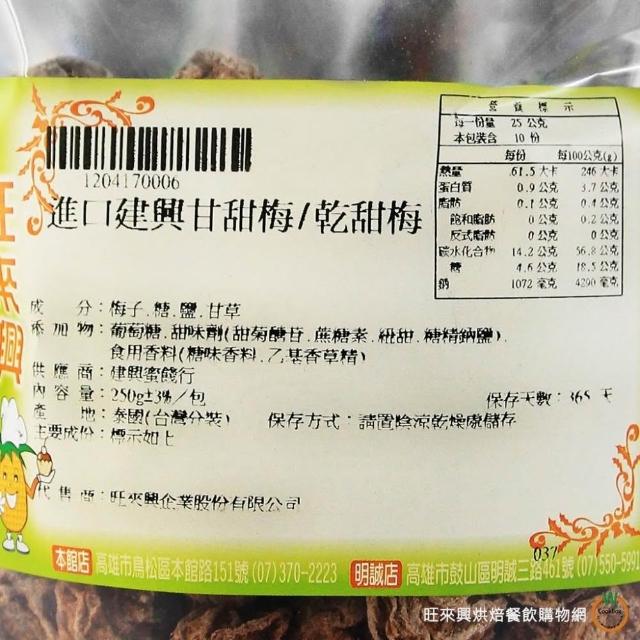 營養標示
每一份量 25 公克
本包裝含 10 份
每份 每100公克(g)
熱量 61.5 大卡 246 大卡
蛋白質 0.9 公克 3.7 公克
脂肪 0.1 公克 0.4 公克
飽和脂肪 0 公克 0.2 公克
反式脂肪 0 公克 0 公克
碳水化合物 14.2 公克 56.8 公克
糖 4.6 公克 18.5 公克
鈉 1072 毫克 4290 毫克
1204170006
進口建興甘甜梅/乾甜梅
旺來興
成分:梅子.糖.鹽.甘草
添加物:葡萄糖.甜味劑(甜菊醣苷.蔗糖素.紐甜.糖精鈉鹽).
食用香料(糖味香料.乙基香草精)
供應商:建興蜜餞行
內容量:250g±3%/包 保存天數:365 天
產地:泰國(台灣分裝) 保存方式:請置陰涼乾燥處儲存
主要成份:標示如上
代售商:旺來興企業股份有限公司
037
本館店 高雄市鳥松區本館路151號 (07)370-2223 明誠店 高雄市鼓山區明誠三路461號 (07)550-5991
旺來興烘焙餐飲購物網